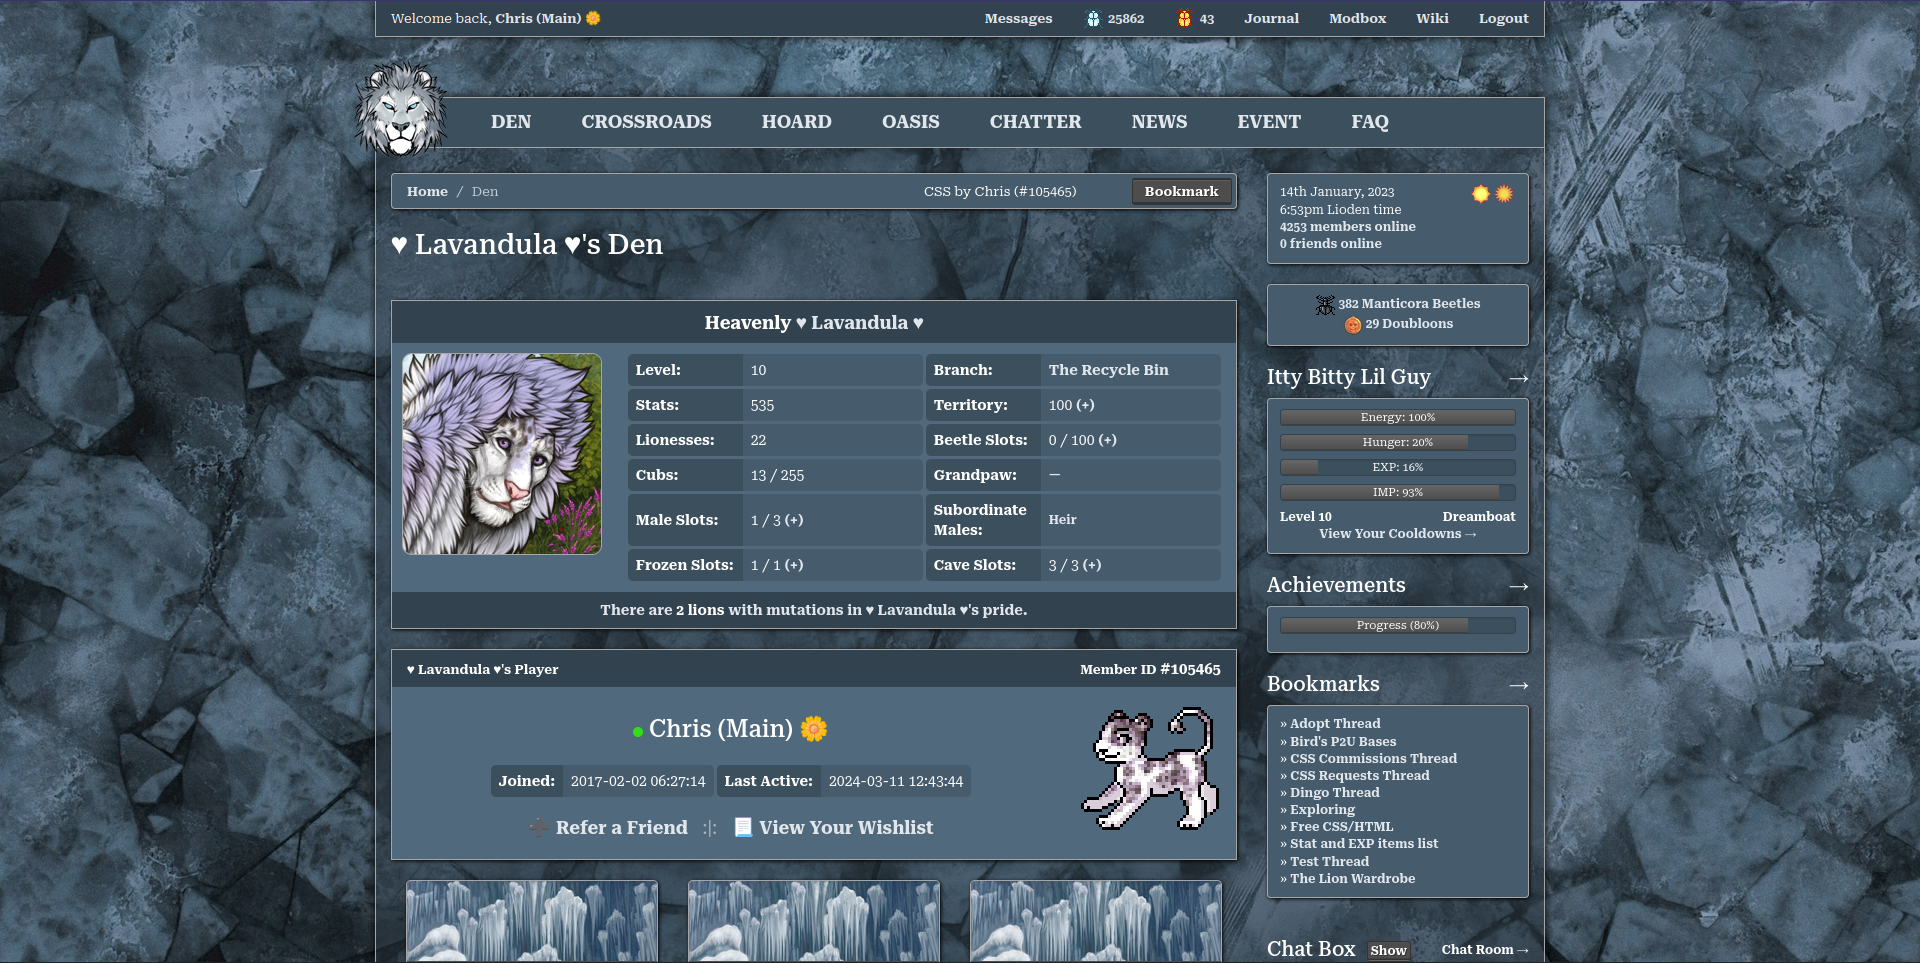 Welcome back, Chris (Main) 🌼
Messages 25862 43 Journal Modbox Wiki Logout
DEN CROSSROADS HOARD OASIS CHATTER NEWS EVENT FAQ
Home / Den CSS by Chris (#105465) Bookmark
♥ Lavandula ♥'s Den
Heavenly ♥ Lavandula ♥
Level: 10 Branch: The Recycle Bin
Stats: 535 Territory: 100 (+)
Lionesses: 22 Beetle Slots: 0 / 100 (+)
Cubs: 13 / 255 Grandpaw: —
Male Slots: 1 / 3 (+) Subordinate Males: Heir
Frozen Slots: 1 / 1 (+) Cave Slots: 3 / 3 (+)
There are 2 lions with mutations in ♥ Lavandula ♥'s pride.
♥ Lavandula ♥'s Player Member ID #105465
Chris (Main) 🌼
Joined: 2017-02-02 06:27:14 Last Active: 2024-03-11 12:43:44
Refer a Friend :|: 📃 View Your Wishlist
14th January, 2023
6:53pm Lioden time
4253 members online
0 friends online
382 Manticora Beetles
29 Doubloons
Itty Bitty Lil Guy →
Energy: 100%
Hunger: 20%
EXP: 16%
IMP: 93%
Level 10 Dreamboat
View Your Cooldowns →
Achievements →
Progress (80%)
Bookmarks →
» Adopt Thread
» Bird's P2U Bases
» CSS Commissions Thread
» CSS Requests Thread
» Dingo Thread
» Exploring
» Free CSS/HTML
» Stat and EXP items list
» Test Thread
» The Lion Wardrobe
Chat Box Show Chat Room →